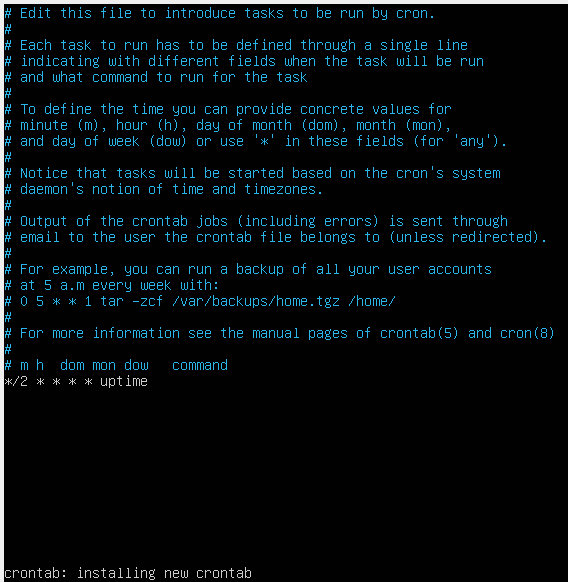 # Edit this file to introduce tasks to be run by cron.
#
# Each task to run has to be defined through a single line
# indicating with different fields when the task will be run
# and what command to run for the task
#
# To define the time you can provide concrete values for
# minute (m), hour (h), day of month (dom), month (mon),
# and day of week (dow) or use '*' in these fields (for 'any').
#
# Notice that tasks will be started based on the cron's system
# daemon's notion of time and timezones.
#
# Output of the crontab jobs (including errors) is sent through
# email to the user the crontab file belongs to (unless redirected).
#
# For example, you can run a backup of all your user accounts
# at 5 a.m every week with:
# 0 5 * * 1 tar -zcf /var/backups/home.tgz /home/
#
# For more information see the manual pages of crontab(5) and cron(8)
#
# m h  dom mon dow   command
*/2 * * * * uptime
crontab: installing new crontab